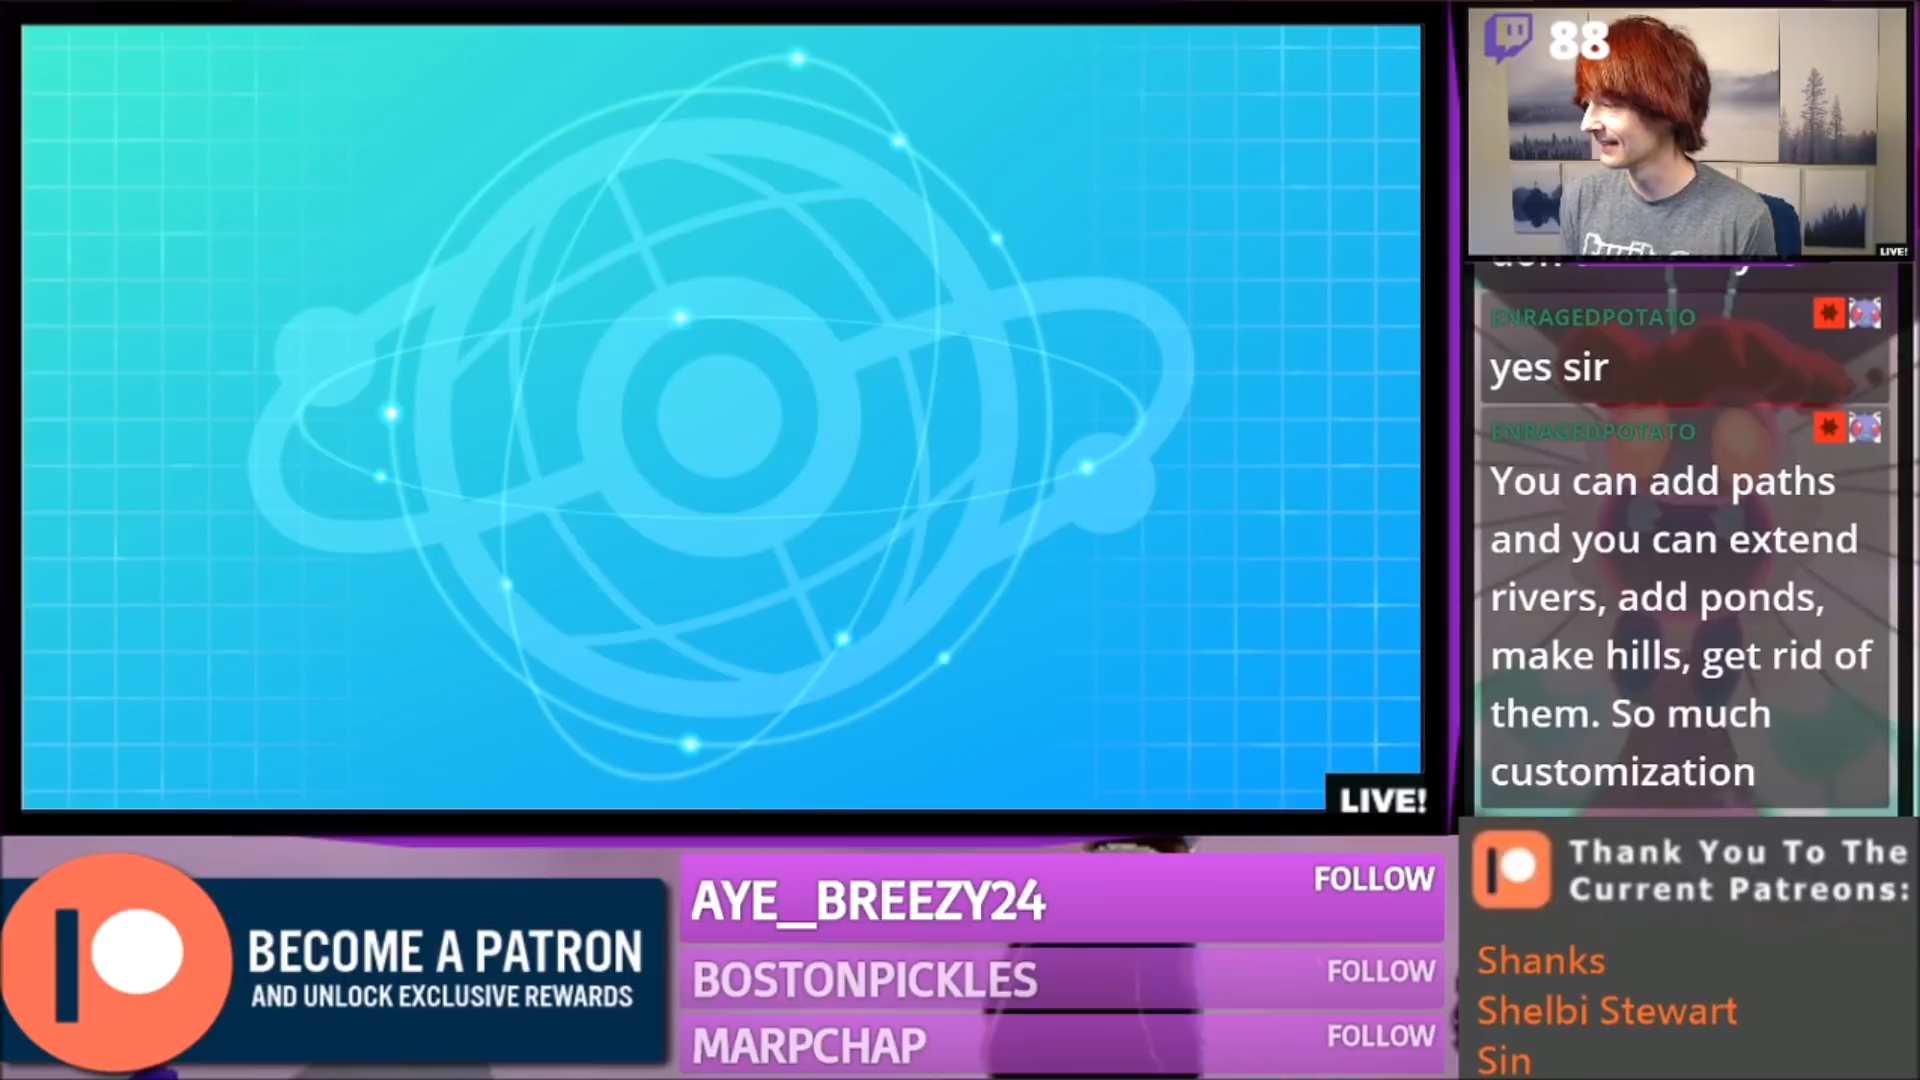 88
LIVE!
ENRAGEDPOTATO
yes sir
ENRAGEDPOTATO
You can add paths
and you can extend
rivers, add ponds,
make hills, get rid of
them. So much
customization
LIVE!
BECOME A PATRON
AND UNLOCK EXCLUSIVE REWARDS
AYE__BREEZY24 FOLLOW
BOSTONPICKLES FOLLOW
MARPCHAP FOLLOW
Thank You To The
Current Patreons:
Shanks
Shelbi Stewart
Sin